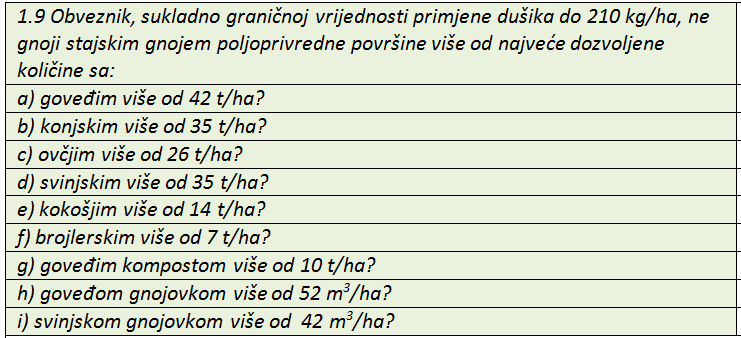 1.9 Obveznik, sukladno graničnoj vrijednosti primjene dušika do 210 kg/ha, ne
gnoji stajskim gnojem poljoprivredne površine više od najveće dozvoljene
količine sa:
a) goveđim više od 42 t/ha?
b) konjskim više od 35 t/ha?
c) ovčjim više od 26 t/ha?
d) svinjskim više od 35 t/ha?
e) kokošjim više od 14 t/ha?
f) brojlerskim više od 7 t/ha?
g) goveđim kompostom više od 10 t/ha?
h) goveđom gnojovkom više od 52 m³/ha?
i) svinjskom gnojovkom više od  42 m³/ha?